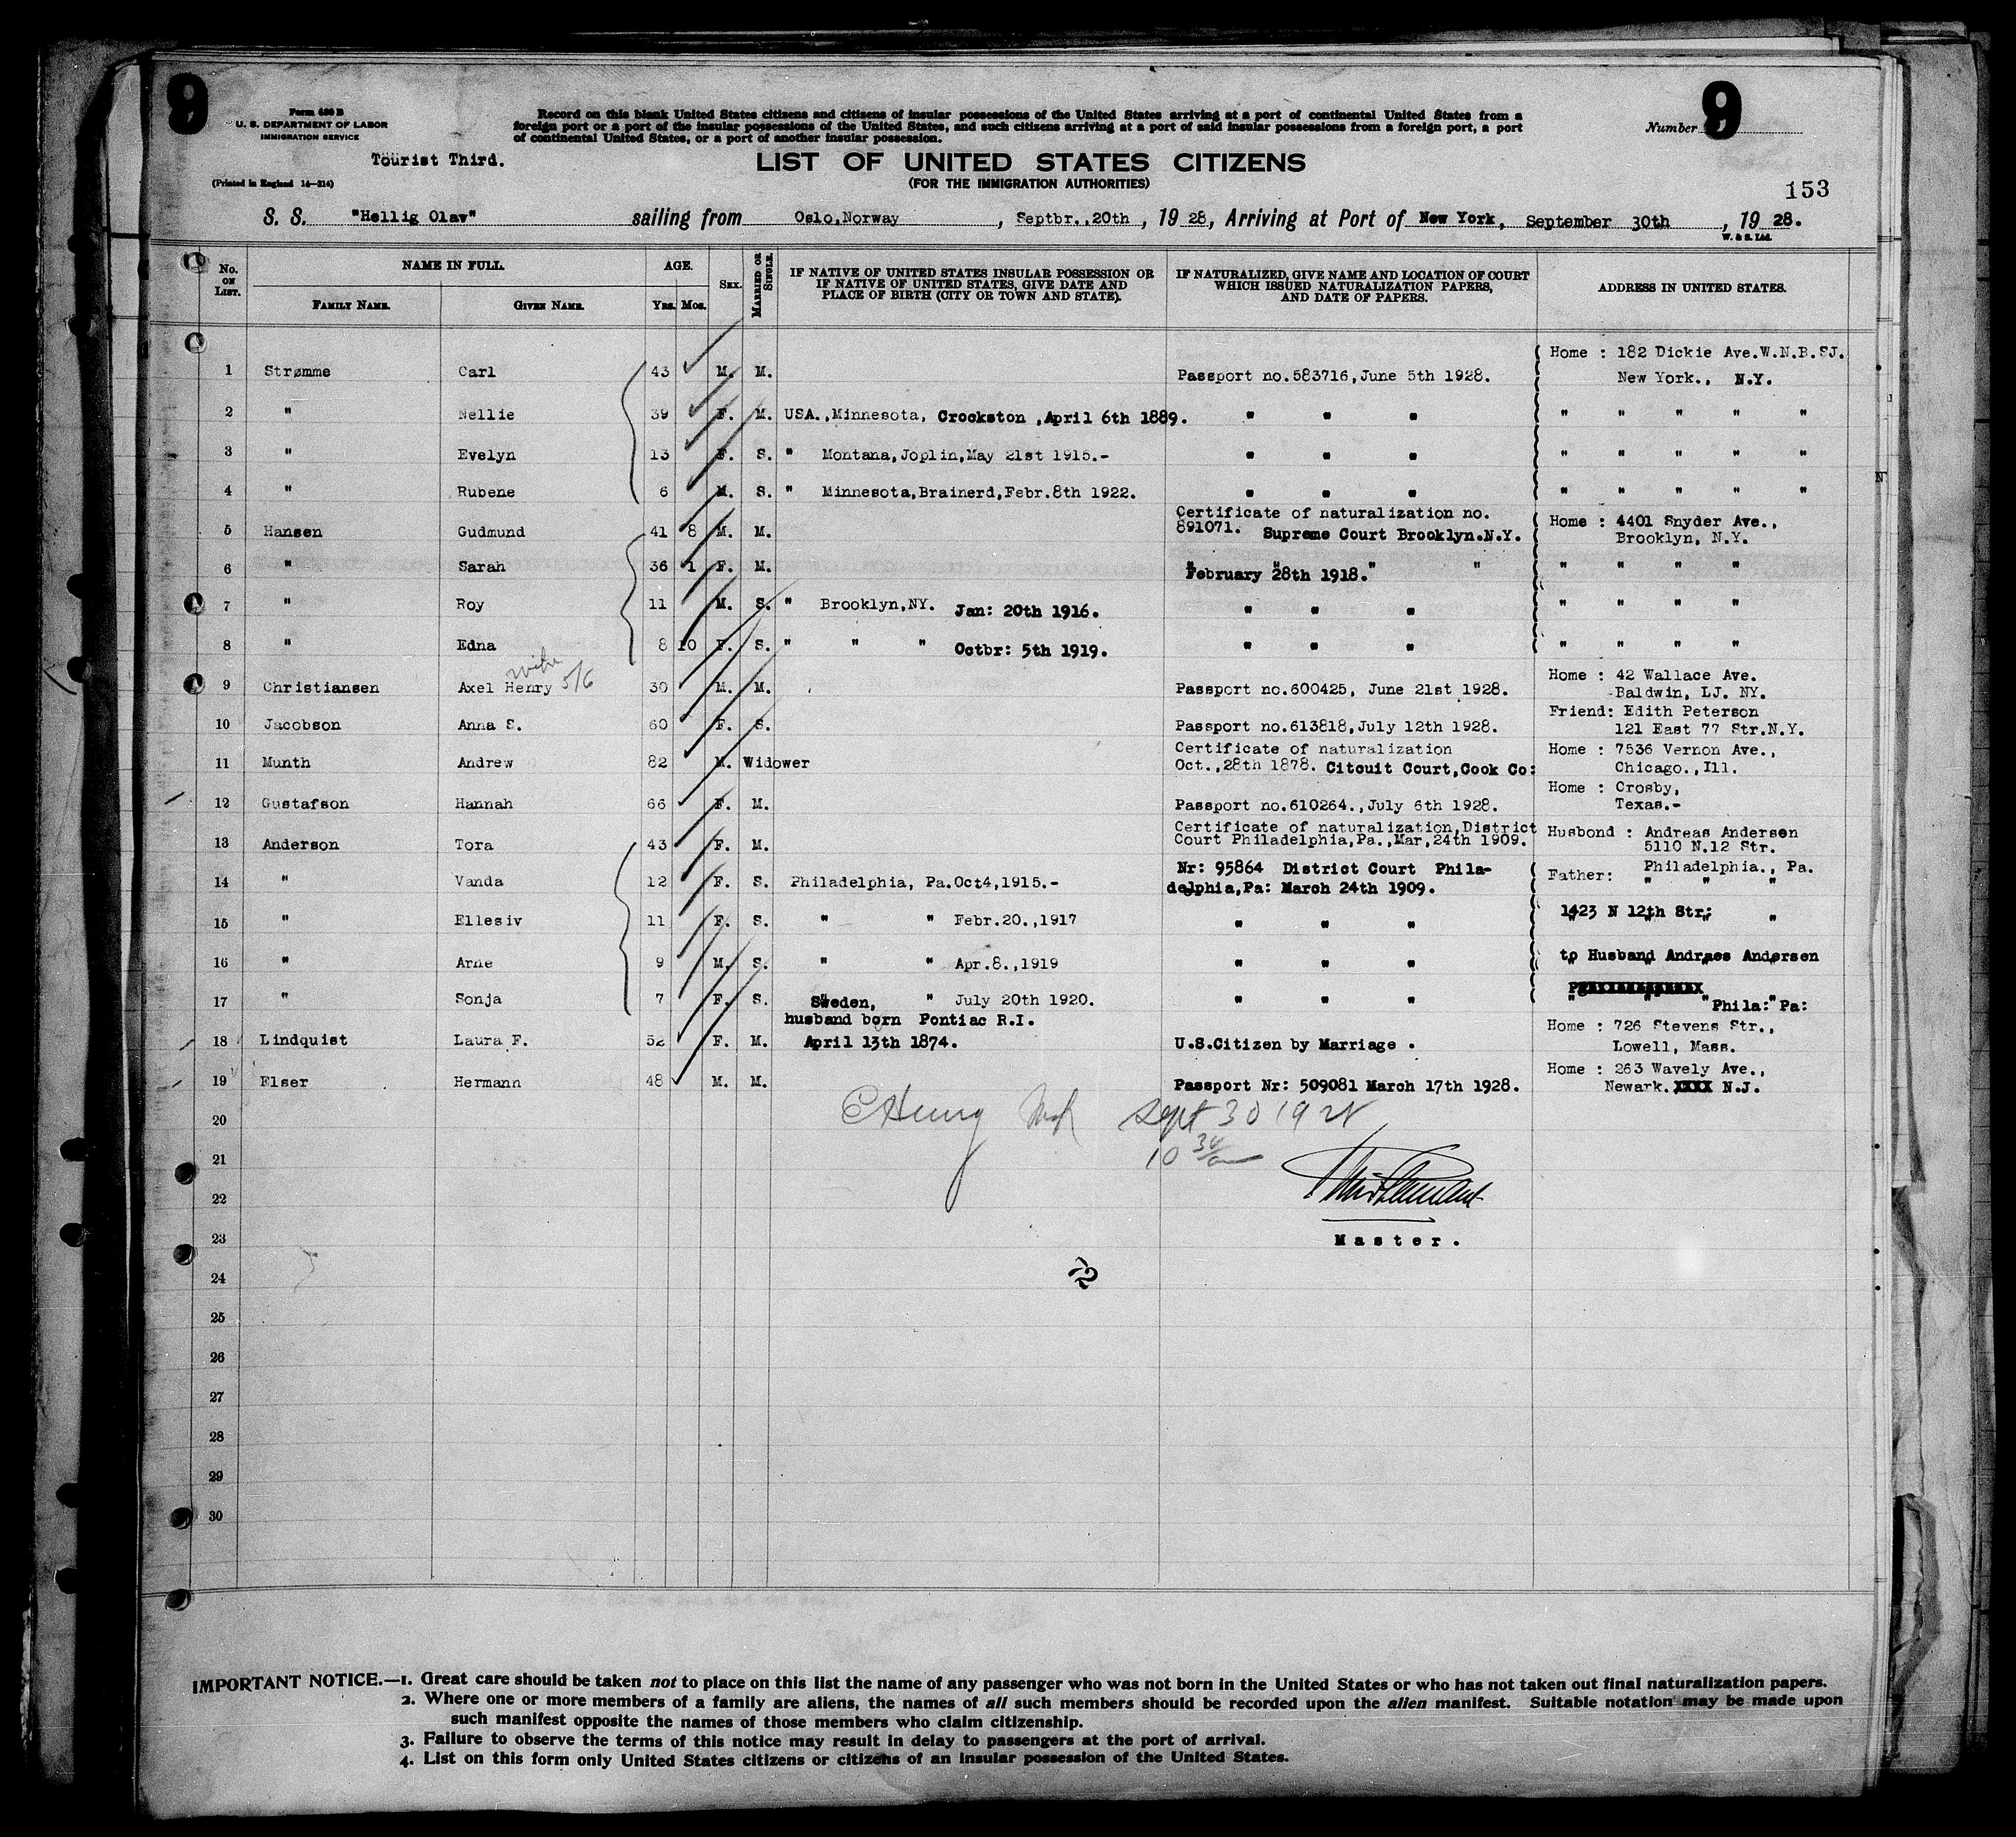 9
9
Form 630 B
U. S. DEPARTMENT OF LABOR
IMMIGRATION SERVICE
Record on this blank United States citizens and citizens of insular possessions of the United States arriving at a port of continental United States from a
foreign port or a port of the insular possessions of the United States, and such citizens arriving at a port of said insular possessions from a foreign port, a port
of continental United States, or a port of another insular possession.
Number
Tourist Third.
LIST OF UNITED STATES CITIZENS
(Printed in England 14—214)
(FOR THE IMMIGRATION AUTHORITIES)
153
S. S. "Hellig Olav" sailing from Oslo,Norway , Septbr.,20th , 19 28 , Arriving at Port of New York, September 30th , 19 28.
W. & S. Ltd.
No. ON LIST. NAME IN FULL. AGE. SEX. MARRIED OR SINGLE. IF NATIVE OF UNITED STATES INSULAR POSSESSION OR IF NATIVE OF UNITED STATES, GIVE DATE AND PLACE OF BIRTH (CITY OR TOWN AND STATE). IF NATURALIZED, GIVE NAME AND LOCATION OF COURT WHICH ISSUED NATURALIZATION PAPERS, AND DATE OF PAPERS. ADDRESS IN UNITED STATES.
FAMILY NAME. GIVEN NAME. YRS. MOS.
1 Strømme Carl 43 M. M. Passport no.583716,June 5th 1928. Home : 182 Dickie Ave.W.N.B.SJ.
New York., N.Y.
2 " Nellie 39 F. M. USA.,Minnesota, Crookston ,April 6th 1889. " " " " " " " "
3 " Evelyn 13 F. S. " Montana,Joplin,May 21st 1915.- " " " " " " " "
4 " Rubene 6 M. S. " Minnesota,Brainerd,Febr.8th 1922. " " " " " " " "
5 Hansen Gudmund 41 8 M. M. Certificate of naturalization no. Home : 4401 Snyder Ave.,
891071. Supreme Court Brooklyn.N.Y. Brooklyn, N.Y.
6 " Sarah 36 1 F. M. " " " " " " " "
February 28th 1918.
7 " Roy 11 M. S. " Brooklyn,NY. Jan: 20th 1916. " " " " " " "
8 " Edna 8 10 F. S. " " " Octbr: 5th 1919. " " " " " " "
wife 5/6
9 Christiansen Axel Henry 30 M. M. Passport no.600425, June 21st 1928. Home : 42 Wallace Ave.
Baldwin, LJ. NY.
10 Jacobson Anna S. 60 F. S. Passport no.613818,July 12th 1928. Friend: Edith Peterson
121 East 77 Str.N.Y.
11 Munth Andrew 82 M. Widower Certificate of naturalization Home : 7536 Vernon Ave.,
Oct.,28th 1878. Citcuit Court,Cook Co: Chicago.,Ill.
12 Gustafson Hannah 66 F. M. Passport no.610264.,July 6th 1928. Home : Crosby,
Texas.-
13 Anderson Tora 43 F. M. Certificate of naturalization,District Husbond : Andreas Andersen
Court Philadelphia,Pa.,Mar,24th 1909. 5110 N.12 Str.
Philadelphia., Pa.
14 " Vanda 12 F. S. Philadelphia, Pa.Oct4,1915.- Nr: 95864 District Court Phila- Father: " " "
delphia,Pa: March 24th 1909.
15 " Ellesiv 11 F. S. " " Febr.20.,1917 " " " 1423 N 12th Str;
" " " "
16 " Arne 9 M. S. " " Apr.8.,1919 " " " to Husband Andraes Andersen
" " " "
17 " Sonja 7 F. S. " " July 20th 1920. " " " " " " "
Phila: Pa:
Sweden,
husband born Pontiac R.I.
18 Lindquist Laura F. 52 F. M. April 13th 1874. U.S.Citizen by Marriage . Home : 726 Stevens Str.,
Lowell, Mass.
19 Elser Hermann 48 M. M. Passport Nr: 509081 March 17th 1928. Home : 263 Wavely Ave.,
Newark. XXXX N.J.
20
Sept 30 1928
21
10 30/am
22
23
Master.
24
25
26
27
28
29
30
IMPORTANT NOTICE.—1. Great care should be taken not to place on this list the name of any passenger who was not born in the United States or who has not taken out final naturalization papers.
2. Where one or more members of a family are aliens, the names of all such members should be recorded upon the alien manifest. Suitable notation may be made upon
such manifest opposite the names of those members who claim citizenship.
3. Failure to observe the terms of this notice may result in delay to passengers at the port of arrival.
4. List on this form only United States citizens or citizens of an insular possession of the United States.